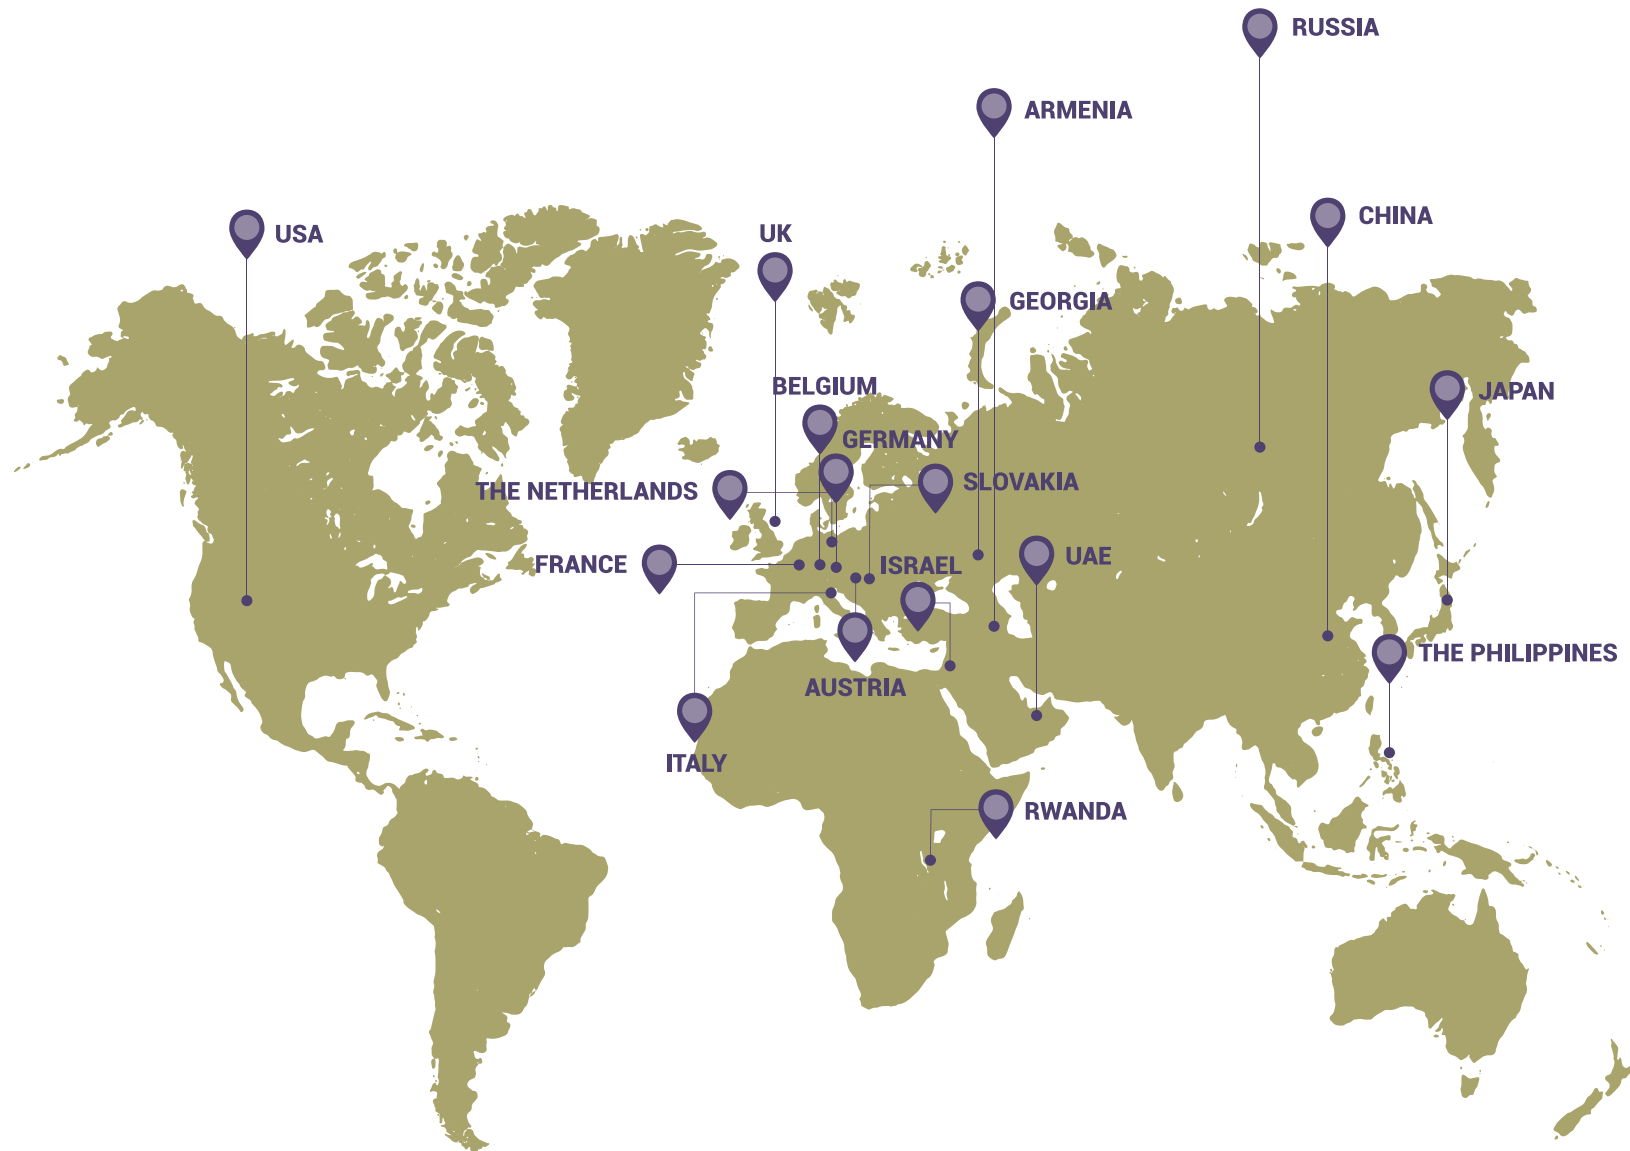 RUSSIA
ARMENIA
CHINA
USA
UK
GEORGIA
BELGIUM
JAPAN
GERMANY
SLOVAKIA
THE NETHERLANDS
UAE
FRANCE
ISRAEL
THE PHILIPPINES
AUSTRIA
ITALY
RWANDA